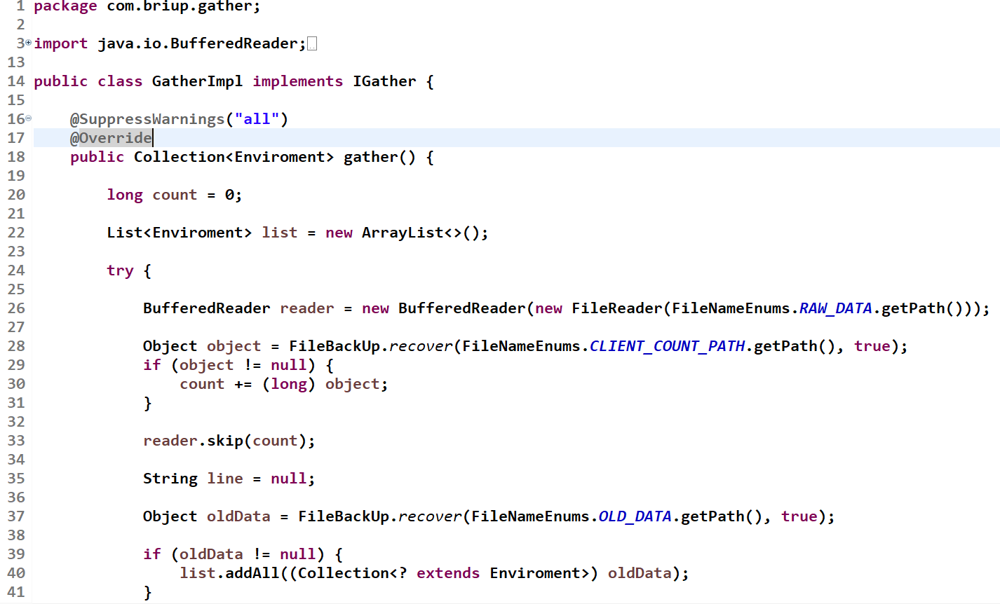 1 package com.briup.gather;
2
3 import java.io.BufferedReader;
13
14 public class GatherImpl implements IGather {
15
16     @SuppressWarnings("all")
17     @Override
18     public Collection<Enviroment> gather() {
19
20         long count = 0;
21
22         List<Enviroment> list = new ArrayList<>();
23
24         try {
25
26             BufferedReader reader = new BufferedReader(new FileReader(FileNameEnums.RAW_DATA.getPath()));
27
28             Object object = FileBackUp.recover(FileNameEnums.CLIENT_COUNT_PATH.getPath(), true);
29             if (object != null) {
30                 count += (long) object;
31             }
32
33             reader.skip(count);
34
35             String line = null;
36
37             Object oldData = FileBackUp.recover(FileNameEnums.OLD_DATA.getPath(), true);
38
39             if (oldData != null) {
40                 list.addAll((Collection<? extends Enviroment>) oldData);
41             }